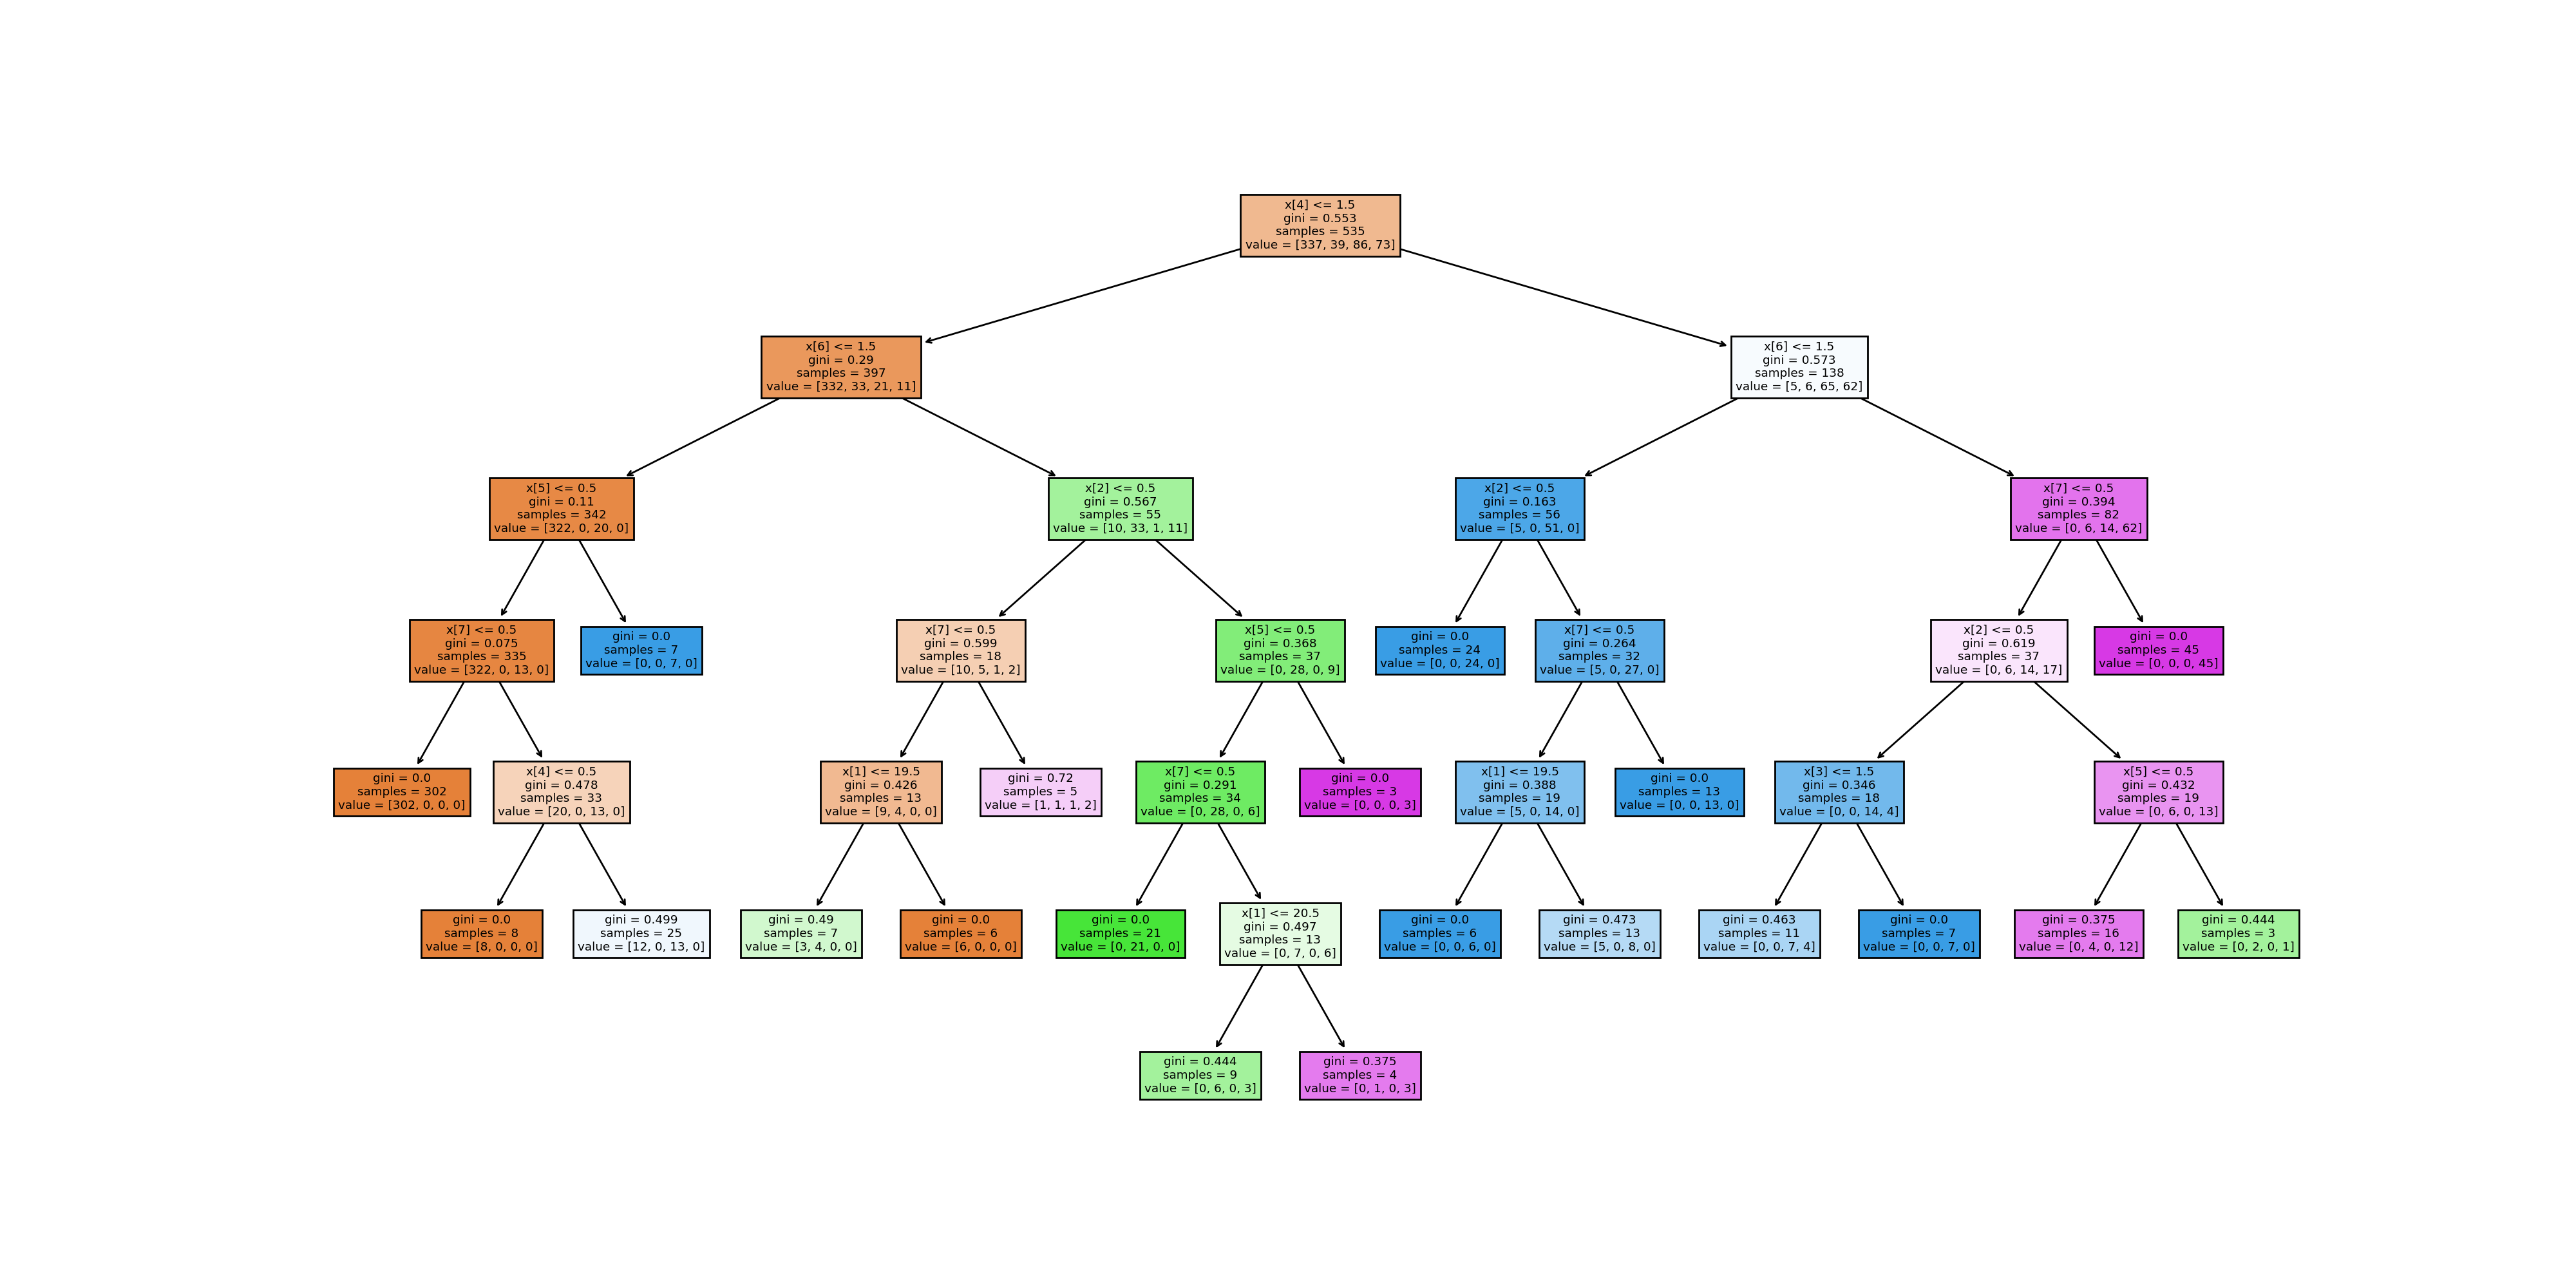 x[4] <= 1.5
gini = 0.553
samples = 535
value = [337, 39, 86, 73]
x[6] <= 1.5
gini = 0.29
samples = 397
value = [332, 33, 21, 11]
x[6] <= 1.5
gini = 0.573
samples = 138
value = [5, 6, 65, 62]
x[5] <= 0.5
gini = 0.11
samples = 342
value = [322, 0, 20, 0]
x[2] <= 0.5
gini = 0.567
samples = 55
value = [10, 33, 1, 11]
x[2] <= 0.5
gini = 0.163
samples = 56
value = [5, 0, 51, 0]
x[7] <= 0.5
gini = 0.394
samples = 82
value = [0, 6, 14, 62]
x[7] <= 0.5
gini = 0.075
samples = 335
value = [322, 0, 13, 0]
gini = 0.0
samples = 7
value = [0, 0, 7, 0]
x[7] <= 0.5
gini = 0.599
samples = 18
value = [10, 5, 1, 2]
x[5] <= 0.5
gini = 0.368
samples = 37
value = [0, 28, 0, 9]
gini = 0.0
samples = 24
value = [0, 0, 24, 0]
x[7] <= 0.5
gini = 0.264
samples = 32
value = [5, 0, 27, 0]
x[2] <= 0.5
gini = 0.619
samples = 37
value = [0, 6, 14, 17]
gini = 0.0
samples = 45
value = [0, 0, 0, 45]
gini = 0.0
samples = 302
value = [302, 0, 0, 0]
x[4] <= 0.5
gini = 0.478
samples = 33
value = [20, 0, 13, 0]
x[1] <= 19.5
gini = 0.426
samples = 13
value = [9, 4, 0, 0]
gini = 0.72
samples = 5
value = [1, 1, 1, 2]
x[7] <= 0.5
gini = 0.291
samples = 34
value = [0, 28, 0, 6]
gini = 0.0
samples = 3
value = [0, 0, 0, 3]
x[1] <= 19.5
gini = 0.388
samples = 19
value = [5, 0, 14, 0]
gini = 0.0
samples = 13
value = [0, 0, 13, 0]
x[3] <= 1.5
gini = 0.346
samples = 18
value = [0, 0, 14, 4]
x[5] <= 0.5
gini = 0.432
samples = 19
value = [0, 6, 0, 13]
gini = 0.0
samples = 8
value = [8, 0, 0, 0]
gini = 0.499
samples = 25
value = [12, 0, 13, 0]
gini = 0.49
samples = 7
value = [3, 4, 0, 0]
gini = 0.0
samples = 6
value = [6, 0, 0, 0]
gini = 0.0
samples = 21
value = [0, 21, 0, 0]
x[1] <= 20.5
gini = 0.497
samples = 13
value = [0, 7, 0, 6]
gini = 0.0
samples = 6
value = [0, 0, 6, 0]
gini = 0.473
samples = 13
value = [5, 0, 8, 0]
gini = 0.463
samples = 11
value = [0, 0, 7, 4]
gini = 0.0
samples = 7
value = [0, 0, 7, 0]
gini = 0.375
samples = 16
value = [0, 4, 0, 12]
gini = 0.444
samples = 3
value = [0, 2, 0, 1]
gini = 0.444
samples = 9
value = [0, 6, 0, 3]
gini = 0.375
samples = 4
value = [0, 1, 0, 3]